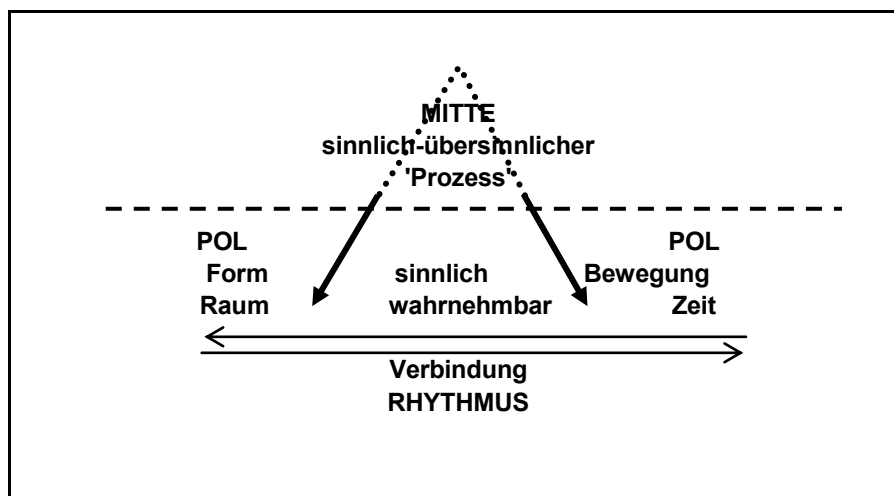 MITTE
sinnlich-übersinnlicher
'Prozess'
POL POL
Form sinnlich Bewegung
Raum wahrnehmbar Zeit
Verbindung
RHYTHMUS